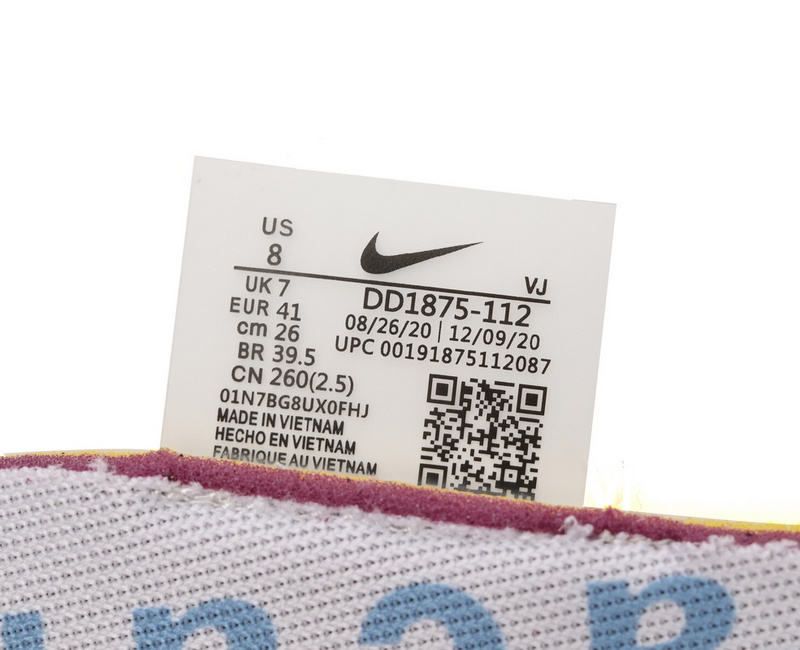 US
8
VJ
UK 7
EUR 41
cm 26
BR 39.5
CN 260(2.5)
01N7BG8UX0FHJ
MADE IN VIETNAM
HECHO EN VIETNAM
FABRIQUE AU VIETNAM
DD1875-112
08/26/20 | 12/09/20
UPC 00191875112087